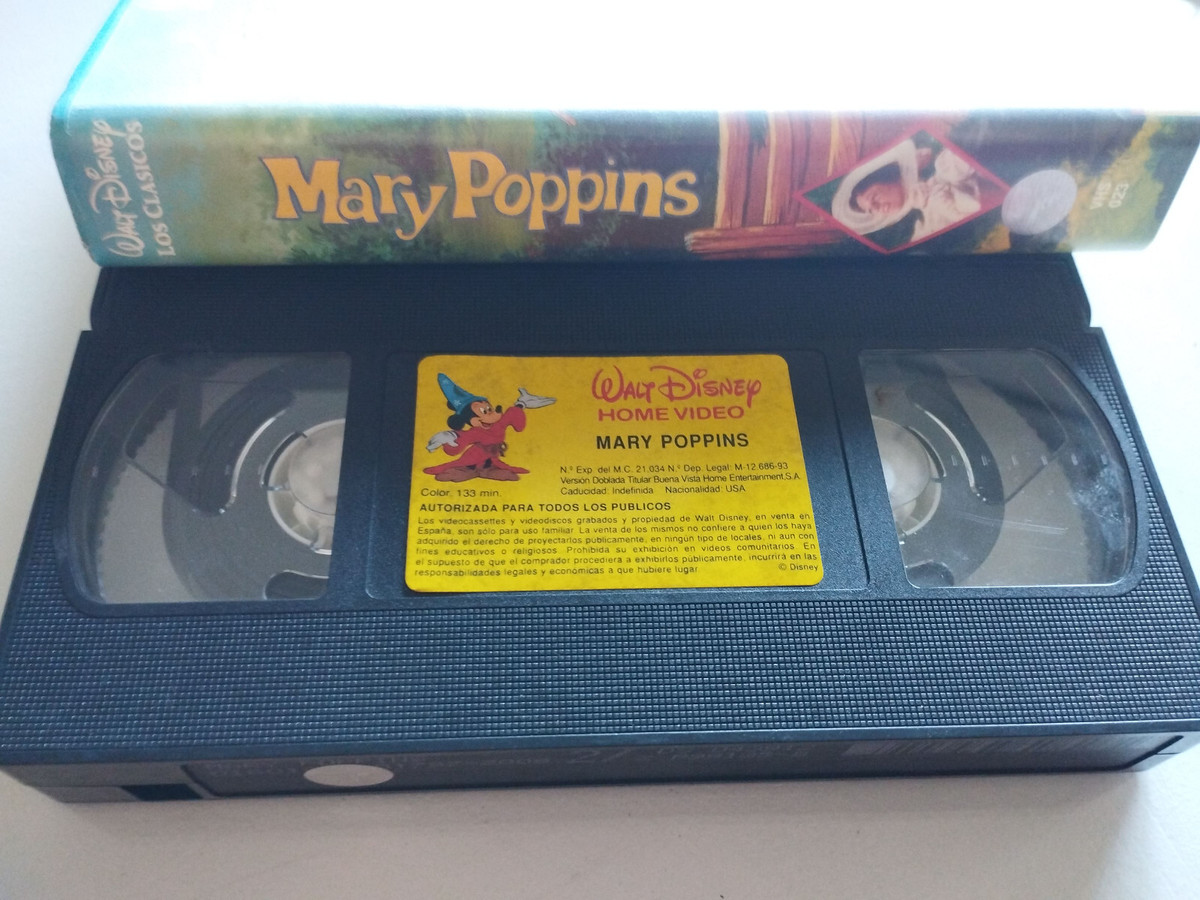 WALT DISNEY
LOS CLASICOS
Mary Poppins
VHS
023
WALT DISNEY
HOME VIDEO
MARY POPPINS
N.º Exp. del M.C. 21.034 N.º Dep. Legal: M-12.686-93
Versión Doblada Titular Buena Vista Home Entertainment,S.A.
Caducidad: Indefinida Nacionalidad: USA
Color, 133 min.
AUTORIZADA PARA TODOS LOS PUBLICOS
Los videocassettes y videodiscos grabados y propiedad de Walt Disney, en venta en
España, son sólo para uso familiar. La venta de los mismos no confiere a quien los haya
adquirido el derecho de proyectarlos publicamente, en ningún tipo de locales, ni aun con
fines educativos o religiosos. Prohibida su exhibición en videos comunitarios. En
el supuesto de que el comprador procediera a exhibirlos publicamente, incurrirá en las
responsabilidades legales y económicas a que hubiere lugar.
© Disney